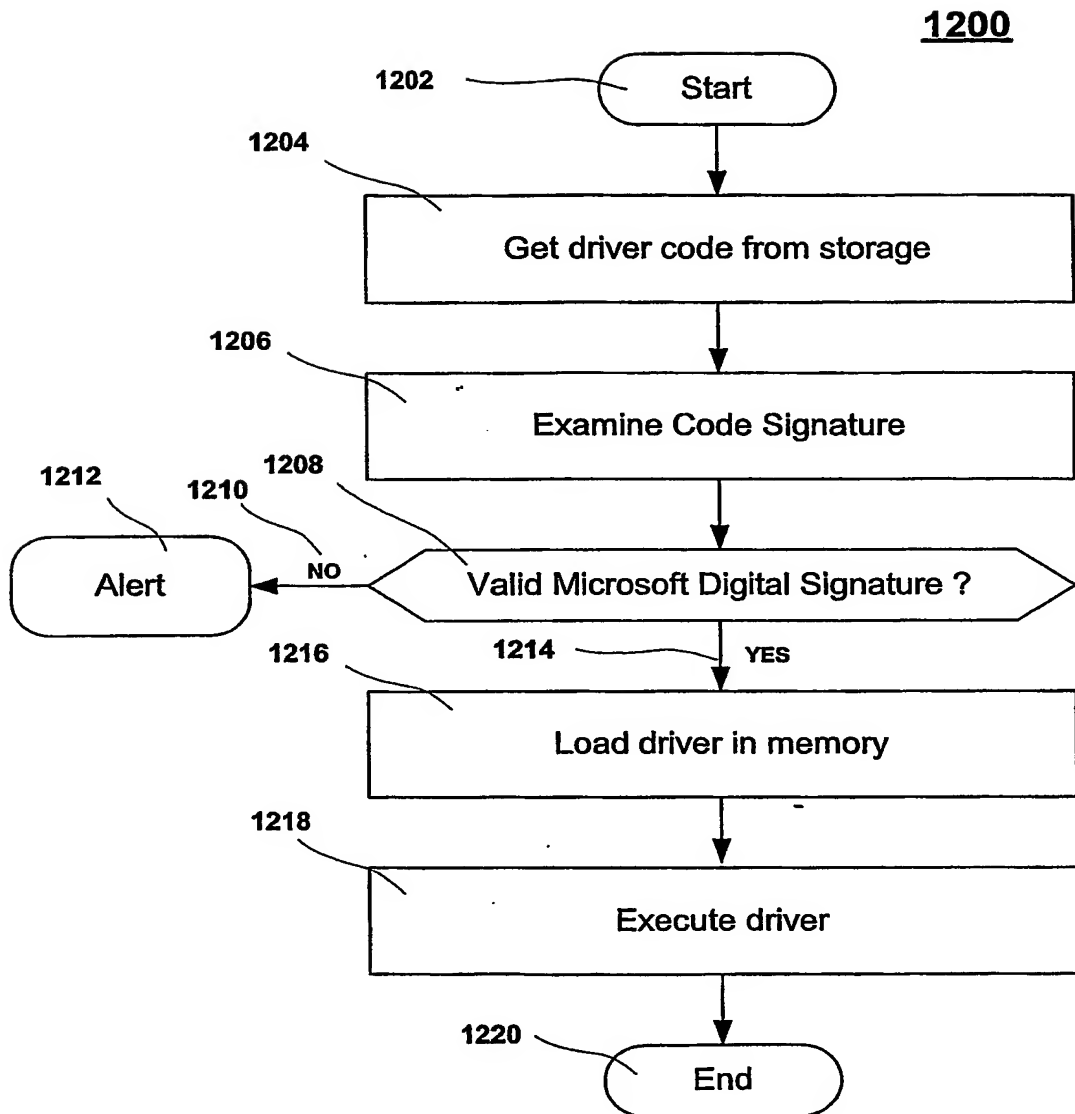 1200
1202
Start
1204
Get driver code from storage
1206
Examine Code Signature
1208
1212
1210
Alert
NO
Valid Microsoft Digital Signature ?
1214
YES
1216
Load driver in memory
1218
Execute driver
1220
End